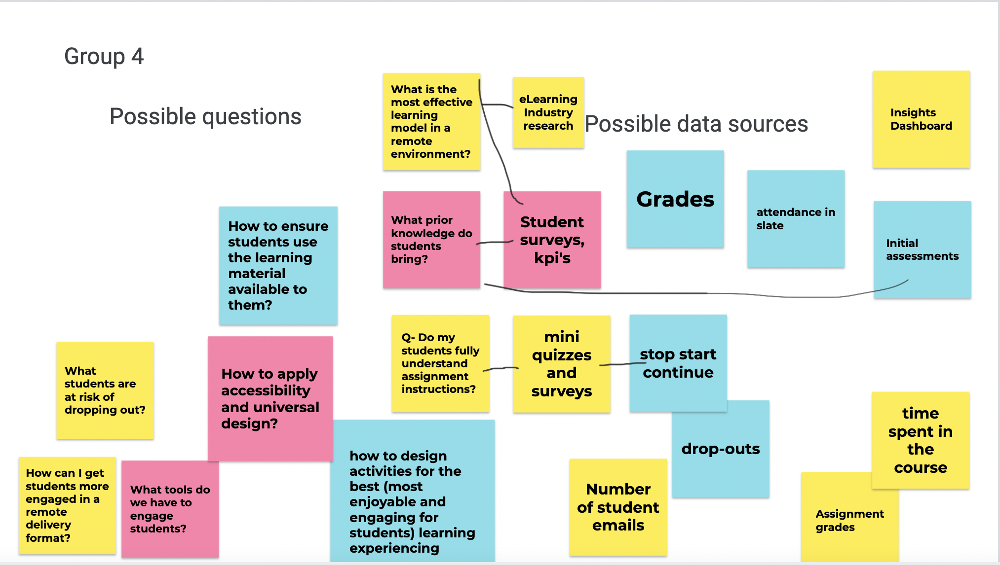 Group 4
Possible questions
What is the
most effective
learning
model in a
remote
environment?
eLearning
Industry
research
Possible data sources
Insights
Dashboard
Grades
attendance in
slate
Initial
assessments
What prior
knowledge do
students
bring?
Student
surveys,
kpi's
How to ensure
students use
the learning
material
available to
them?
Q- Do my
students fully
understand
assignment
instructions?
mini
quizzes
and
surveys
stop start
continue
What
students are
at risk of
dropping out?
How to apply
accessibility
and universal
design?
drop-outs
time
spent in
the
course
How can I get
students more
engaged in a
remote
delivery
format?
What tools do
we have to
engage
students?
how to design
activities for the
best (most
enjoyable and
engaging for
students) learning
experiencing
Number
of student
emails
Assignment
grades